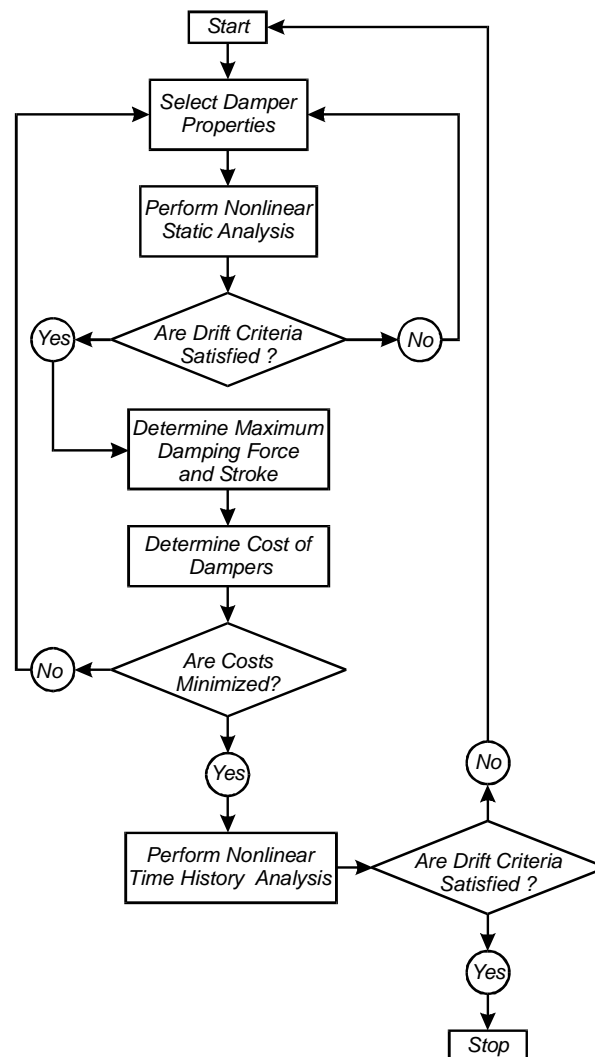 Start
Select Damper
Properties
Perform Nonlinear
Static Analysis
Are Drift Criteria
Satisfied ?
Yes
No
Determine Maximum
Damping Force
and Stroke
Determine Cost of
Dampers
Are Costs
Minimized?
No
Yes
Perform Nonlinear
Time History Analysis
Are Drift Criteria
Satisfied ?
No
Yes
Stop